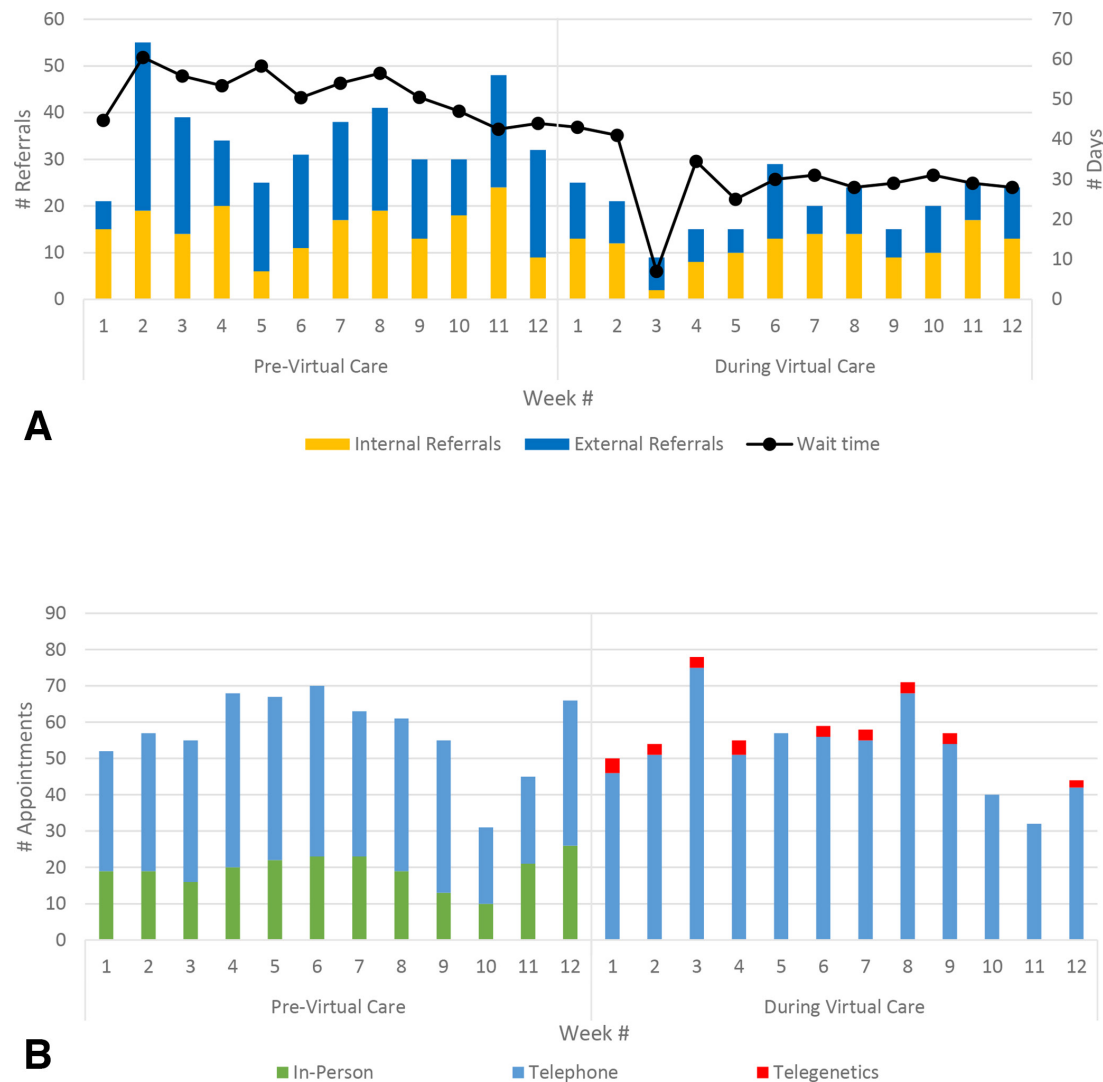 60 70
50 60
40 50
30 40
20 30
10 20
0 10
0
# Referrals
# Days
1 2 3 4 5 6 7 8 9 10 11 12 1 2 3 4 5 6 7 8 9 10 11 12
Pre-Virtual Care During Virtual Care
Week #
A
Internal Referrals External Referrals Wait time
90
80
70
60
50
40
30
20
10
0
# Appointments
1 2 3 4 5 6 7 8 9 10 11 12 1 2 3 4 5 6 7 8 9 10 11 12
Pre-Virtual Care During Virtual Care
Week #
B
In-Person Telephone Telegenetics